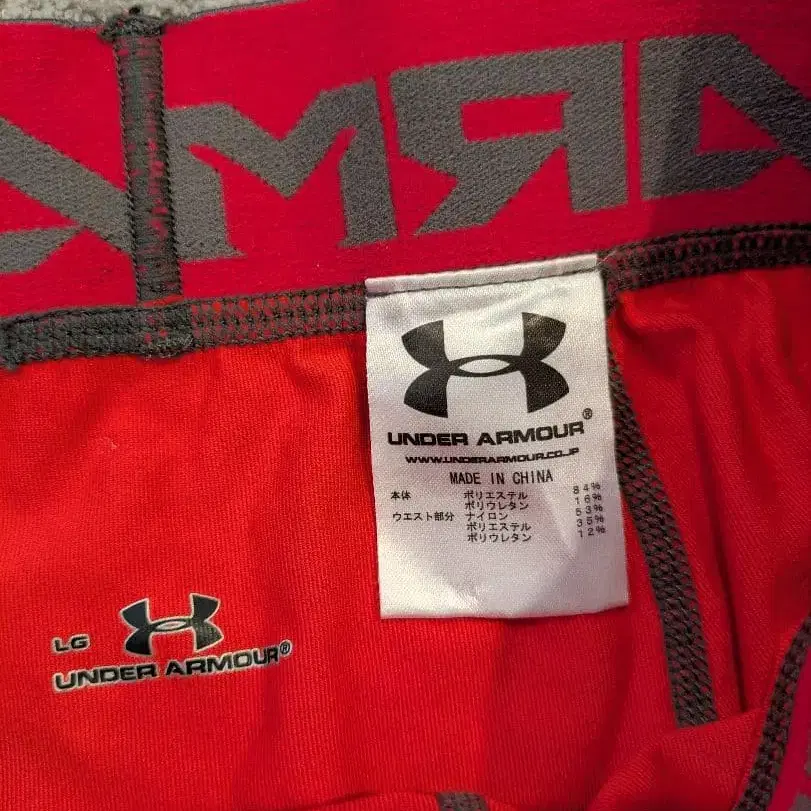 UNDER ARMOUR®
WWW.UNDERARMOUR.CO.JP
MADE IN CHINA
本体 ポリエステル 84%
ポリウレタン 16%
ウエスト部分 ナイロン 53%
ポリエステル 35%
ポリウレタン 12%
LG
UNDER ARMOUR®